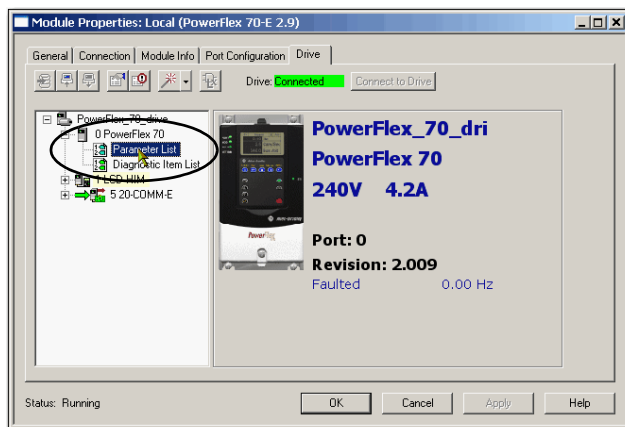 Module Properties: Local (PowerFlex 70-E 2.9)
General Connection Module Info Port Configuration Drive
Drive: Connected Connect to Drive
PowerFlex_70_drive
0 PowerFlex 70
Parameter List
Diagnostic Item List
1 LCD HIM
5 20-COMM-E
PowerFlex_70_dri
PowerFlex 70
240V 4.2A
PowerFlex
Port: 0
Revision: 2.009
Faulted 0.00 Hz
Status: Running OK Cancel Apply Help